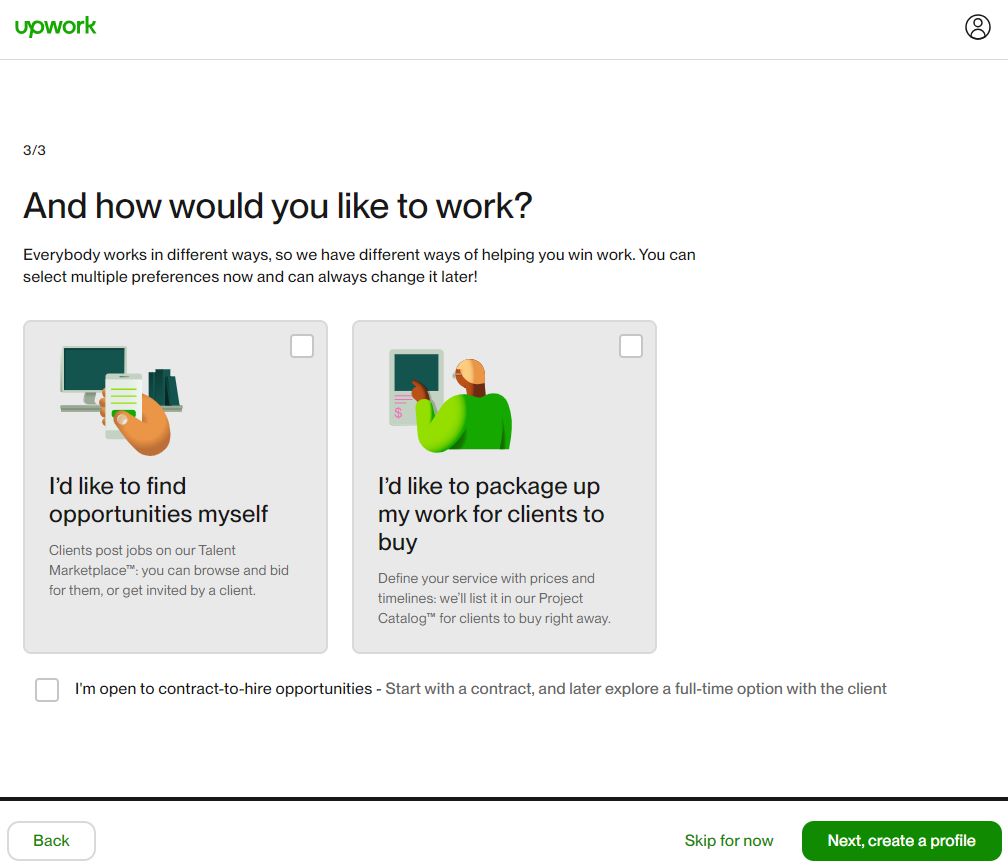 upwork
3/3
And how would you like to work?
Everybody works in different ways, so we have different ways of helping you win work. You can
select multiple preferences now and can always change it later!
$
I'd like to find
opportunities myself
Clients post jobs on our Talent
Marketplace™: you can browse and bid
for them, or get invited by a client.
I'd like to package up
my work for clients to
buy
Define your service with prices and
timelines: we'll list it in our Project
Catalog™ for clients to buy right away.
I'm open to contract-to-hire opportunities - Start with a contract, and later explore a full-time option with the client
Back
Skip for now
Next, create a profile